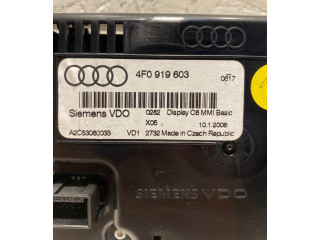 4F0 919 603
0617
Siemens VDO
0262 Display C6 MMI Basic
X05 10.1.2006
A2C53080033 VD1 2732 Made in Czech Republic
SIEMENS VDO